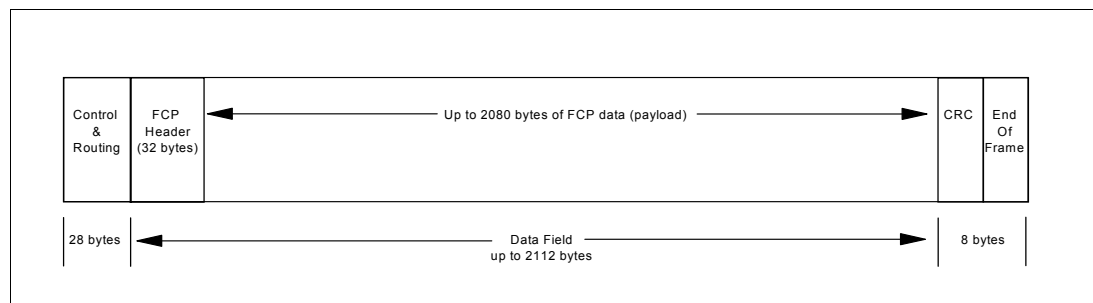 Control
&
Routing
FCP
Header
(32 bytes)
Up to 2080 bytes of FCP data (payload)
CRC
End
Of
Frame
28 bytes
Data Field
up to 2112 bytes
8 bytes